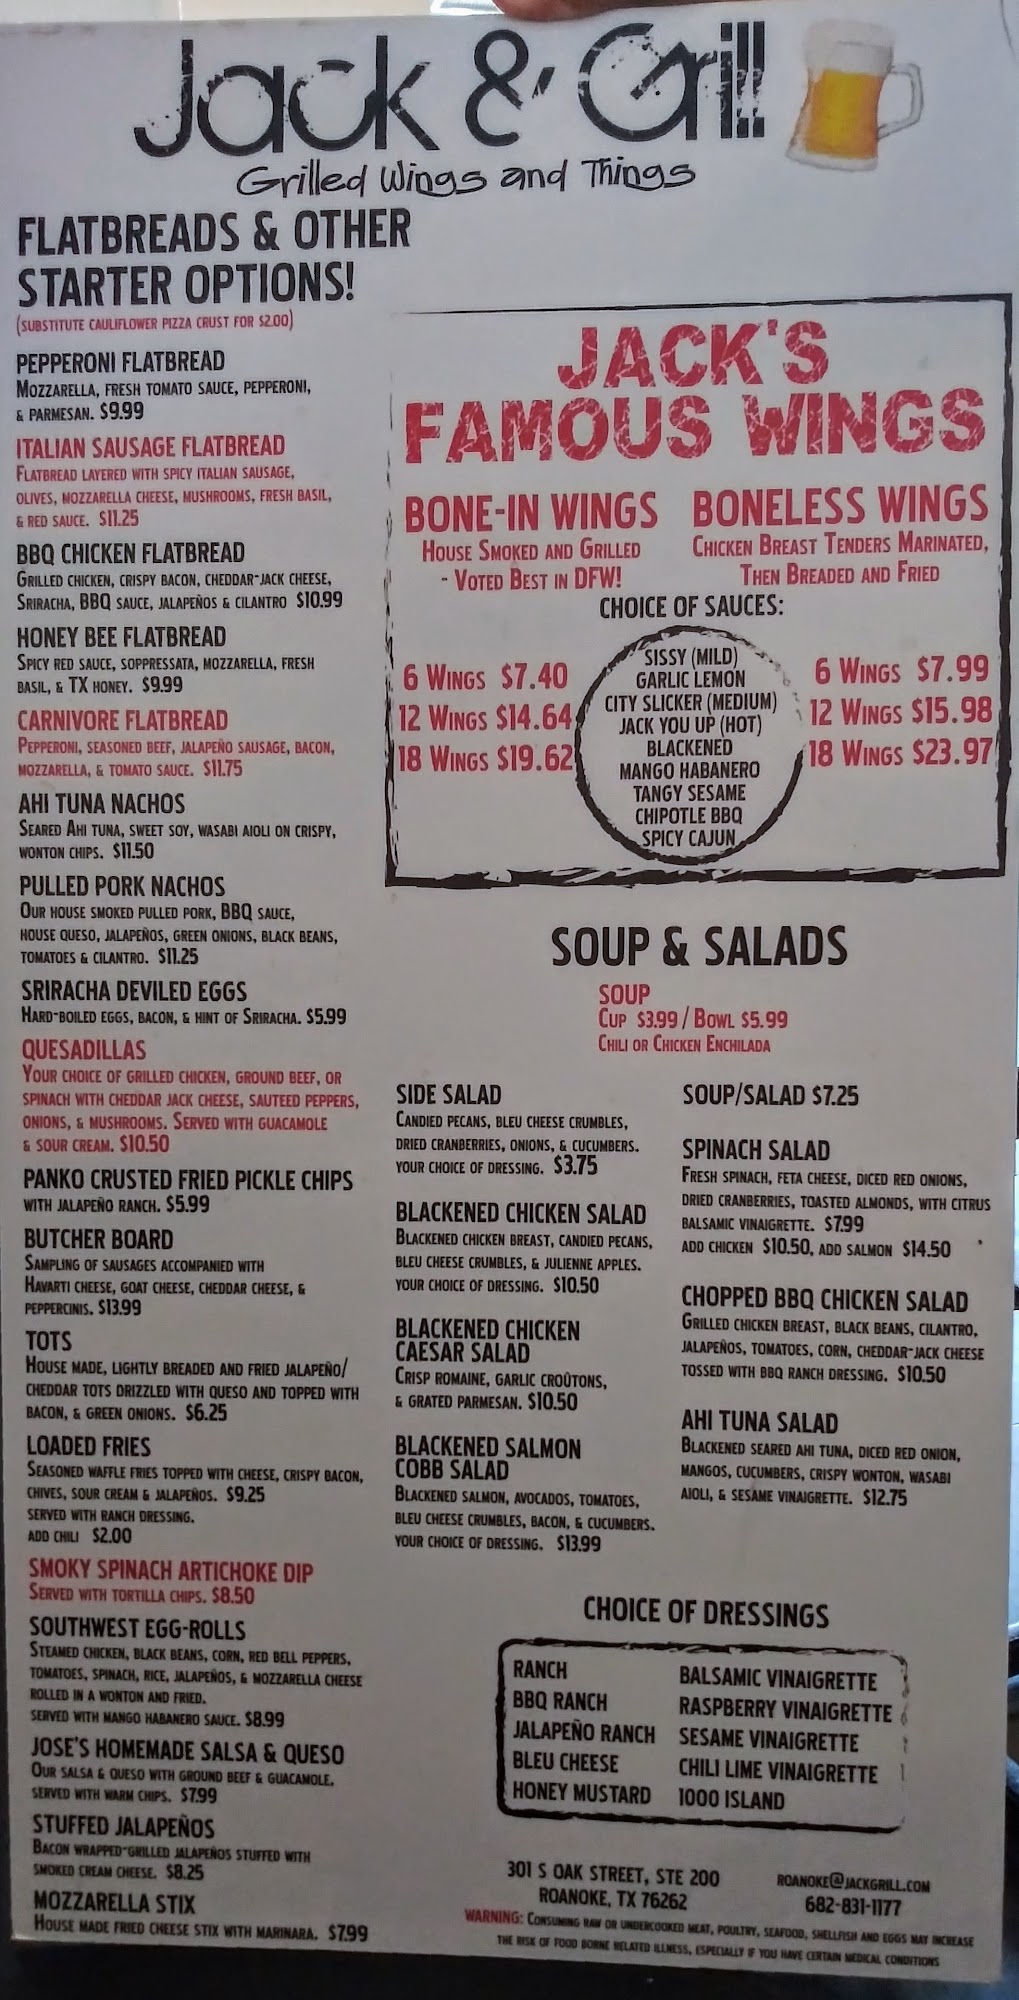 Jack & Grill
Grilled Wings and Things
FLATBREADS & OTHER
STARTER OPTIONS!
(SUBSTITUTE CAULIFLOWER PIZZA CRUST FOR $2.00)
PEPPERONI FLATBREAD
MOZZARELLA, FRESH TOMATO SAUCE, PEPPERONI,
& PARMESAN. $9.99
ITALIAN SAUSAGE FLATBREAD
FLATBREAD LAYERED WITH SPICY ITALIAN SAUSAGE,
OLIVES, MOZZARELLA CHEESE, MUSHROOMS, FRESH BASIL,
& RED SAUCE. $11.25
BBQ CHICKEN FLATBREAD
GRILLED CHICKEN, CRISPY BACON, CHEDDAR-JACK CHEESE,
SRIRACHA, BBQ SAUCE, JALAPEÑOS & CILANTRO $10.99
HONEY BEE FLATBREAD
SPICY RED SAUCE, SOPPRESSATA, MOZZARELLA, FRESH
BASIL, & TX HONEY. $9.99
CARNIVORE FLATBREAD
PEPPERONI, SEASONED BEEF, JALAPEÑO SAUSAGE, BACON,
MOZZARELLA, & TOMATO SAUCE. $11.75
AHI TUNA NACHOS
SEARED AHI TUNA, SWEET SOY, WASABI AIOLI ON CRISPY,
WONTON CHIPS. $11.50
PULLED PORK NACHOS
OUR HOUSE SMOKED PULLED PORK, BBQ SAUCE,
HOUSE QUESO, JALAPEÑOS, GREEN ONIONS, BLACK BEANS,
TOMATOES & CILANTRO. $11.25
SRIRACHA DEVILED EGGS
HARD-BOILED EGGS, BACON, & HINT OF SRIRACHA. $5.99
QUESADILLAS
YOUR CHOICE OF GRILLED CHICKEN, GROUND BEEF, OR
SPINACH WITH CHEDDAR JACK CHEESE, SAUTEED PEPPERS,
ONIONS, & MUSHROOMS. SERVED WITH GUACAMOLE
& SOUR CREAM. $10.50
PANKO CRUSTED FRIED PICKLE CHIPS
WITH JALAPEÑO RANCH. $5.99
BUTCHER BOARD
SAMPLING OF SAUSAGES ACCOMPANIED WITH
HAVARTI CHEESE, GOAT CHEESE, CHEDDAR CHEESE, &
PEPPERCINIS. $13.99
TOTS
HOUSE MADE, LIGHTLY BREADED AND FRIED JALAPEÑO/
CHEDDAR TOTS DRIZZLED WITH QUESO AND TOPPED WITH
BACON, & GREEN ONIONS. $6.25
LOADED FRIES
SEASONED WAFFLE FRIES TOPPED WITH CHEESE, CRISPY BACON,
CHIVES, SOUR CREAM & JALAPEÑOS. $9.25
SERVED WITH RANCH DRESSING.
ADD CHILI $2.00
SMOKY SPINACH ARTICHOKE DIP
SERVED WITH TORTILLA CHIPS. $8.50
SOUTHWEST EGG-ROLLS
STEAMED CHICKEN, BLACK BEANS, CORN, RED BELL PEPPERS,
TOMATOES, SPINACH, RICE, JALAPEÑOS, & MOZZARELLA CHEESE
ROLLED IN A WONTON AND FRIED.
SERVED WITH MANGO HABANERO SAUCE. $8.99
JOSE'S HOMEMADE SALSA & QUESO
OUR SALSA & QUESO WITH GROUND BEEF & GUACAMOLE,
SERVED WITH WARM CHIPS. $7.99
STUFFED JALAPEÑOS
BACON WRAPPED-GRILLED JALAPEÑOS STUFFED WITH
SMOKED CREAM CHEESE. $8.25
MOZZARELLA STIX
HOUSE MADE FRIED CHEESE STIX WITH MARINARA. $7.99
JACK'S
FAMOUS WINGS
BONE-IN WINGS
HOUSE SMOKED AND GRILLED
- VOTED BEST IN DFW!
BONELESS WINGS
CHICKEN BREAST TENDERS MARINATED,
THEN BREADED AND FRIED
CHOICE OF SAUCES:
6 WINGS $7.40
12 WINGS $14.64
18 WINGS $19.62
SISSY (MILD)
GARLIC LEMON
CITY SLICKER (MEDIUM)
JACK YOU UP (HOT)
BLACKENED
MANGO HABANERO
TANGY SESAME
CHIPOTLE BBQ
SPICY CAJUN
6 WINGS $7.99
12 WINGS $15.98
18 WINGS $23.97
SOUP & SALADS
SOUP
CUP $3.99 / BOWL $5.99
CHILI OR CHICKEN ENCHILADA
SIDE SALAD
CANDIED PECANS, BLEU CHEESE CRUMBLES,
DRIED CRANBERRIES, ONIONS, & CUCUMBERS.
YOUR CHOICE OF DRESSING. $3.75
BLACKENED CHICKEN SALAD
BLACKENED CHICKEN BREAST, CANDIED PECANS,
BLEU CHEESE CRUMBLES, & JULIENNE APPLES.
YOUR CHOICE OF DRESSING. $10.50
BLACKENED CHICKEN
CAESAR SALAD
CRISP ROMAINE, GARLIC CROÛTONS,
& GRATED PARMESAN. $10.50
BLACKENED SALMON
COBB SALAD
BLACKENED SALMON, AVOCADOS, TOMATOES,
BLEU CHEESE CRUMBLES, BACON, & CUCUMBERS.
YOUR CHOICE OF DRESSING. $13.99
SOUP/SALAD $7.25
SPINACH SALAD
FRESH SPINACH, FETA CHEESE, DICED RED ONIONS,
DRIED CRANBERRIES, TOASTED ALMONDS, WITH CITRUS
BALSAMIC VINAIGRETTE. $7.99
ADD CHICKEN $10.50, ADD SALMON $14.50
CHOPPED BBQ CHICKEN SALAD
GRILLED CHICKEN BREAST, BLACK BEANS, CILANTRO,
JALAPEÑOS, TOMATOES, CORN, CHEDDAR-JACK CHEESE
TOSSED WITH BBQ RANCH DRESSING. $10.50
AHI TUNA SALAD
BLACKENED SEARED AHI TUNA, DICED RED ONION,
MANGOS, CUCUMBERS, CRISPY WONTON, WASABI
AIOLI, & SESAME VINAIGRETTE. $12.75
CHOICE OF DRESSINGS
RANCH
BBQ RANCH
JALAPEÑO RANCH
BLEU CHEESE
HONEY MUSTARD
BALSAMIC VINAIGRETTE
RASPBERRY VINAIGRETTE
SESAME VINAIGRETTE
CHILI LIME VINAIGRETTE
1000 ISLAND
301 S OAK STREET, STE 200
ROANOKE, TX 76262
ROANOKE@JACKGRILL.COM
682-831-1177
WARNING: CONSUMING RAW OR UNDERCOOKED MEAT, POULTRY, SEAFOOD, SHELLFISH AND EGGS MAY INCREASE
THE RISK OF FOOD BORNE RELATED ILLNESS, ESPECIALLY IF YOU HAVE CERTAIN MEDICAL CONDITIONS